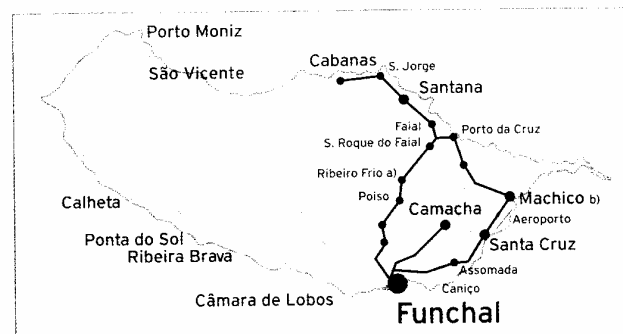 Porto Moniz
São Vicente
Cabanas
S. Jorge
Santana
Faial
Porto da Cruz
S. Roque do Faial
Ribeiro Frio a)
Poiso
Calheta
Camacha
Machico b)
Aeroporto
Ponta do Sol
Santa Cruz
Ribeira Brava
Assomada
Caniço
Câmara de Lobos
Funchal